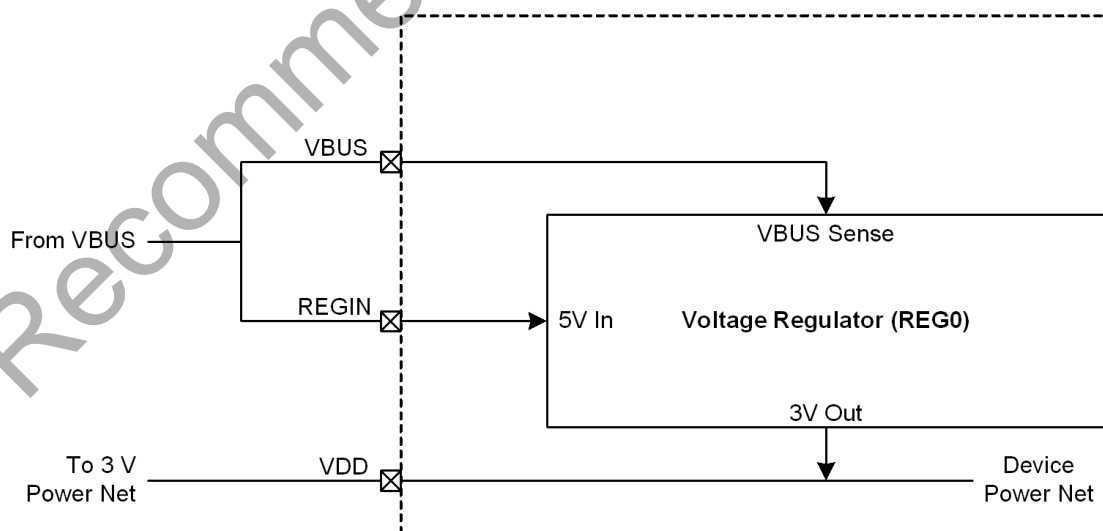 Recomme
VBUS
From VBUS
VBUS Sense
REGIN
5V In
Voltage Regulator (REG0)
3V Out
To 3 V
Power Net
VDD
Device
Power Net